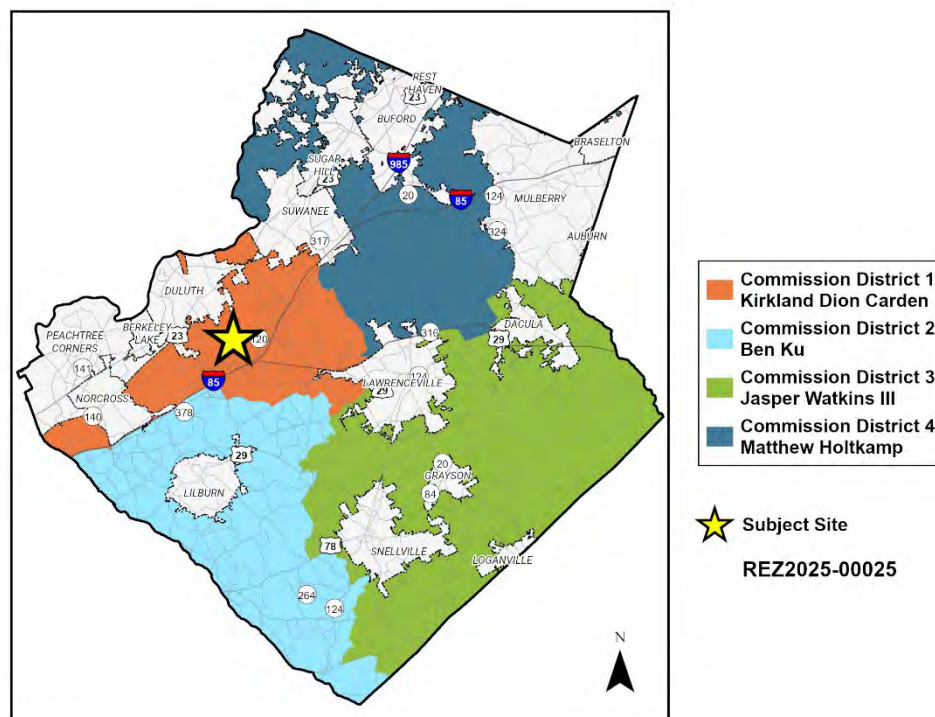 REST
HAVEN
23
BUFORD
BRASELTON
SUGAR
HILL
23
985
20
85
124
MULBERRY
SUWANEE
324
AUBURN
317
DULUTH
PEACHTREE
CORNERS
BERKELEY
LAKE
23
120
316
DACULA
29
141
85
124
LAWRENCEVILLE
29
NORCROSS
140
378
29
20
GRAYSON
LILBURN
84
78
SNELLVILLE
LOGANVILLE
264
124
N
Commission District 1
Kirkland Dion Carden
Commission District 2
Ben Ku
Commission District 3
Jasper Watkins III
Commission District 4
Matthew Holtkamp
Subject Site
REZ2025-00025